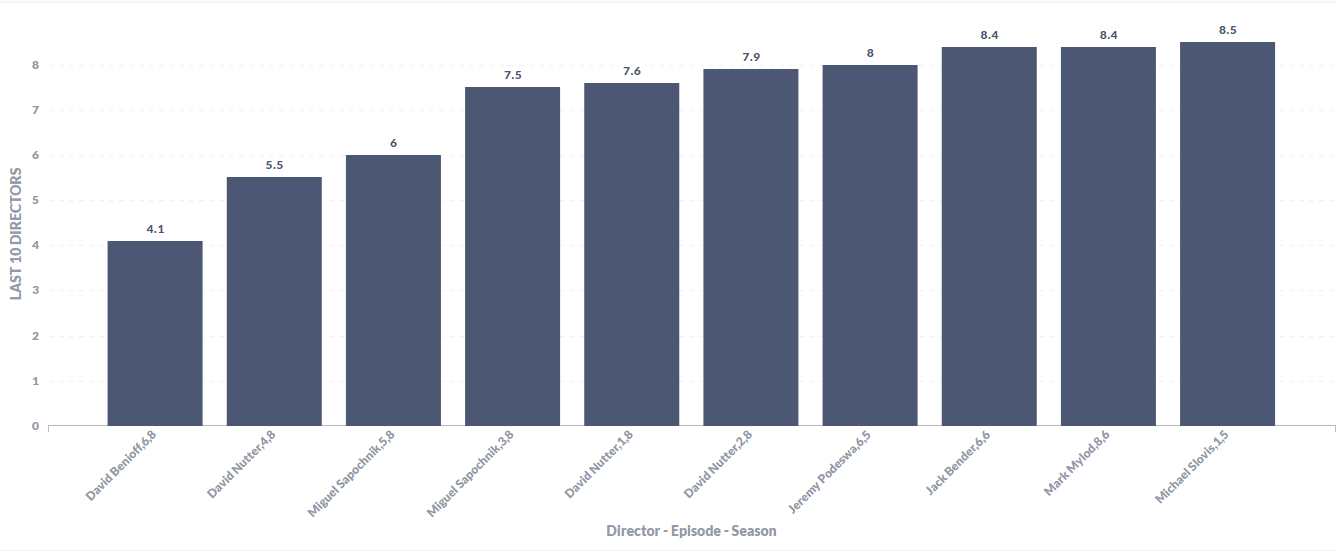 8.5
8.4
8.4
8
7.9
7.6
7.5
6
5.5
4.1
8
7
6
5
4
3
2
1
0
LAST 10 DIRECTORS
David Benioff,6,8
David Nutter,4,8
Miguel Sapochnik,5,8
Miguel Sapochnik,3,8
David Nutter,1,8
David Nutter,2,8
Jeremy Podeswa,6,5
Jack Bender,6,6
Mark Mylod,8,6
Michael Slovis,1,5
Director - Episode - Season